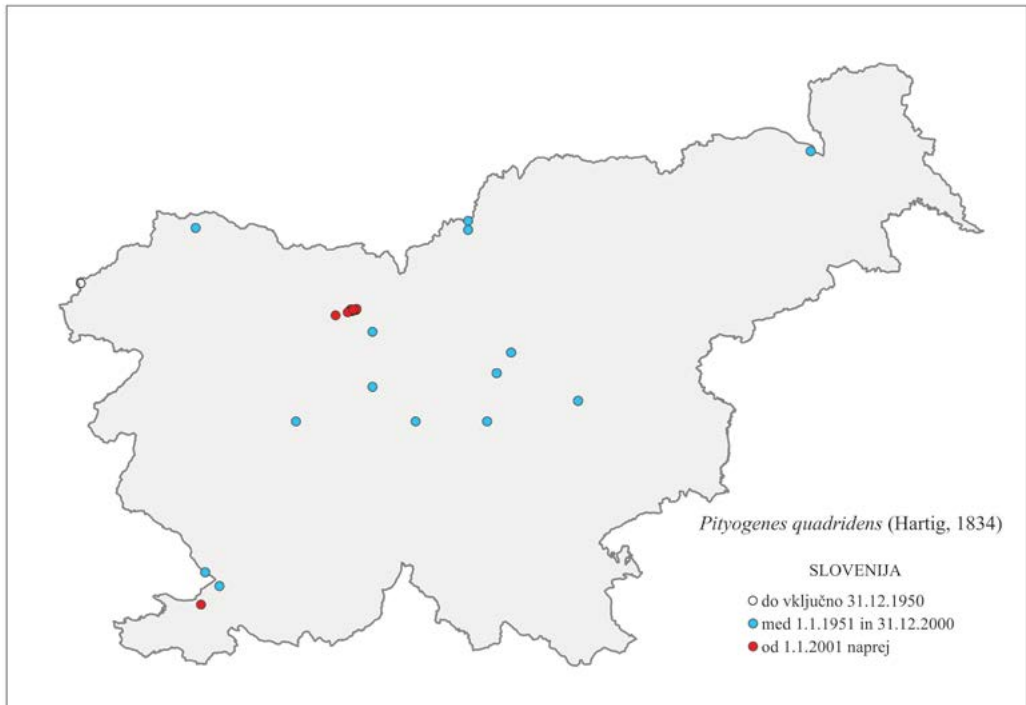 Pityogenes quadridens (Hartig, 1834)
SLOVENIJA
do vključno 31.12.1950
med 1.1.1951 in 31.12.2000
od 1.1.2001 naprej